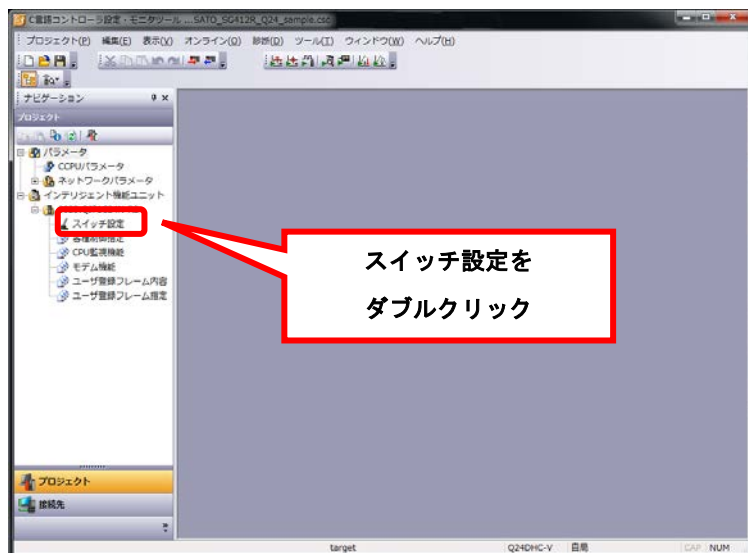 C言語コントローラ設定・モニタツール ...SATO_SG412R_Q24_sample.csc
プロジェクト(P) 編集(E) 表示(V) オンライン(O) 診断(D) ツール(T) ウィンドウ(W) ヘルプ(H)
ナビゲーション
プロジェクト
パラメータ
CCPUパラメータ
ネットワークパラメータ
インテリジェント機能ユニット
スイッチ設定
各種制御指定
CPU監視機能
モデム機能
ユーザ登録フレーム内容
ユーザ登録フレーム指定
スイッチ設定を
ダブルクリック
プロジェクト
接続先
target Q24DHC-V 自局 CAP NUM